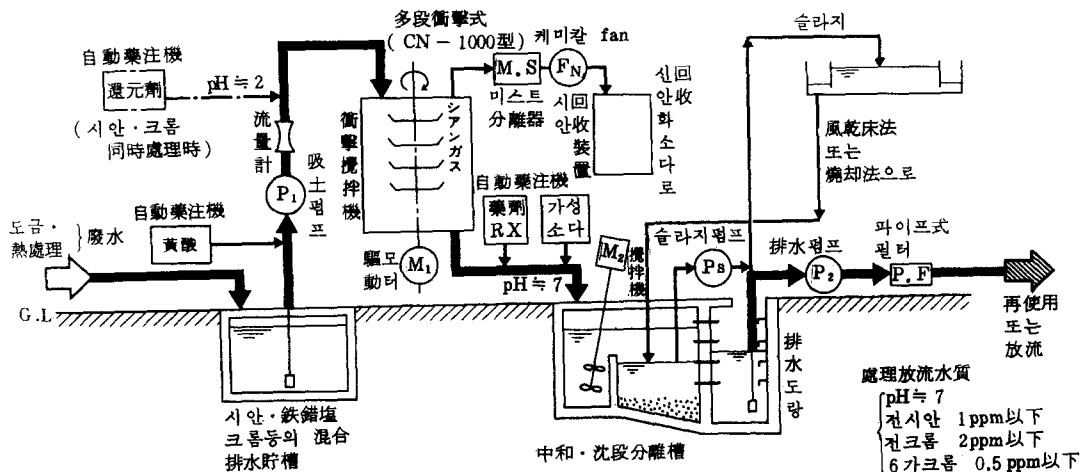 多段衝擊式
(CN-1000型)
케미칼 fan
슬라지
自動藥注機
還元劑
pH≒2
(시안·크롬
同時處理時)
流量計
P₁
吸土펌프
衝擊攪拌機
シアンガス
M.S
미스트
分離器
F_N
시안
回收裝置
신안화소다로
回收
風乾床法
또는
燒却法으로
自動藥注機
藥劑
RX
가성
소다
pH≒7
도금·
熱處理
}廢水
自動藥注機
黃酸
驅動
모터
M₁
M₂
攪拌機
슬라지펌프
Ps
排水펌프
P₂
파이프式
필터
P.F
再使用
또는
放流
G.L
시안·鉄錯塩
크롬등의 混合
排水貯槽
中和·沈段分離槽
排水도랑
處理放流水質
pH≒7
전시안 1ppm以下
전크롬 2ppm以下
6가크롬 0.5ppm以下